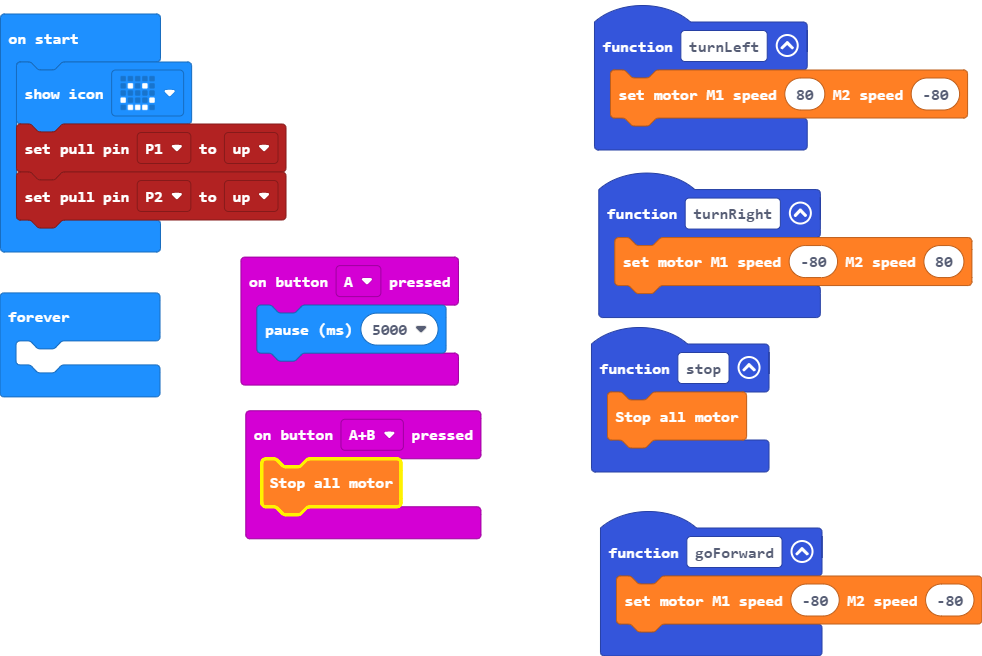 on start
show icon
set pull pin P1 to up
set pull pin P2 to up
forever
on button A pressed
pause (ms) 5000
on button A+B pressed
Stop all motor
function turnLeft
set motor M1 speed 80 M2 speed -80
function turnRight
set motor M1 speed -80 M2 speed 80
function stop
Stop all motor
function goForward
set motor M1 speed -80 M2 speed -80